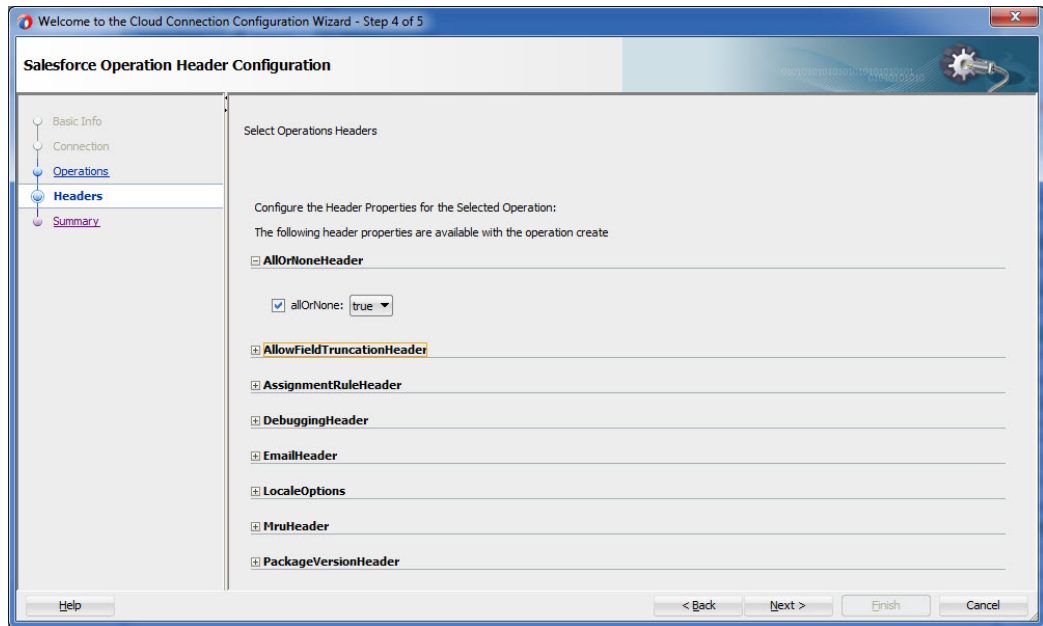 Welcome to the Cloud Connection Configuration Wizard - Step 4 of 5
Salesforce Operation Header Configuration
Basic Info
Connection
Operations
Headers
Summary
Select Operations Headers
Configure the Header Properties for the Selected Operation:
The following header properties are available with the operation create
AllOrNoneHeader
allOrNone: true
AllowFieldTruncationHeader
AssignmentRuleHeader
DebuggingHeader
EmailHeader
LocaleOptions
MruHeader
PackageVersionHeader
Help < Back Next > Finish Cancel